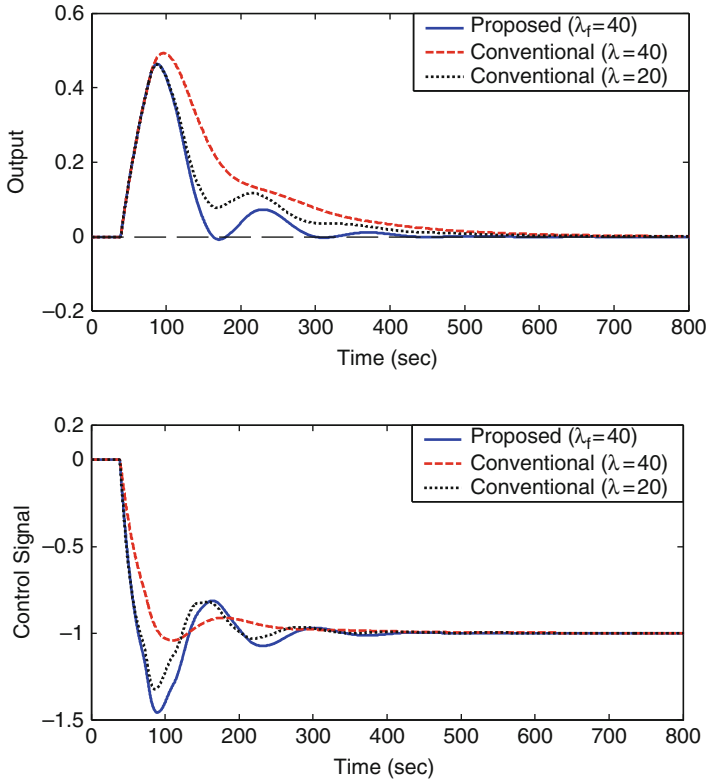 Proposed (λf=40)
Conventional (λ=40)
Conventional (λ=20)
0.6
0.4
0.2
0
−0.2
Output
0 100 200 300 400 500 600 700 800
Time (sec)
Proposed (λf=40)
Conventional (λ=40)
Conventional (λ=20)
0.2
0
−0.5
−1
−1.5
Control Signal
0 100 200 300 400 500 600 700 800
Time (sec)